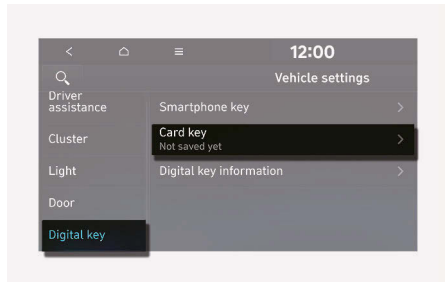 12:00
Vehicle settings
Driver
assistance
Cluster
Light
Door
Digital key
Smartphone key
Card key
Not saved yet
Digital key information